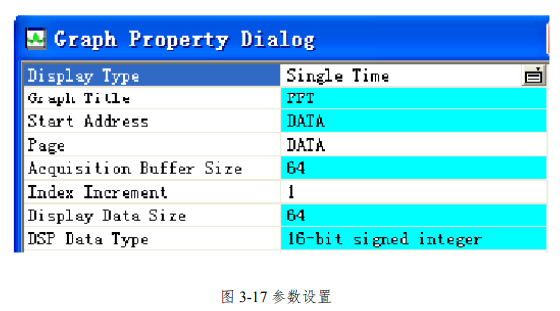 Graph Property Dialog
Display Type Single Time
Graph Title PPT
Start Address DATA
Page DATA
Acquisition Buffer Size 64
Index Increment 1
Display Data Size 64
DSP Data Type 16-bit signed integer
图 3-17 参数设置